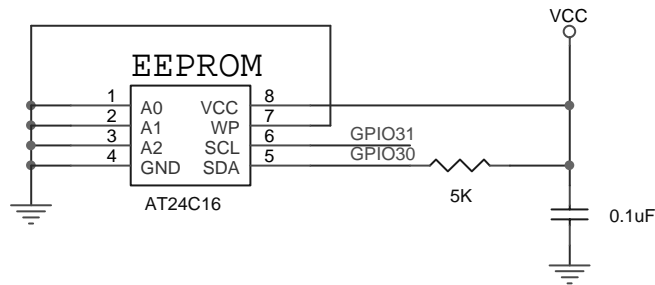 VCC
EEPROM
1 A0 VCC 8
2 A1 WP 7
3 A2 SCL 6 GPIO31
4 GND SDA 5 GPIO30
AT24C16
5K
0.1uF